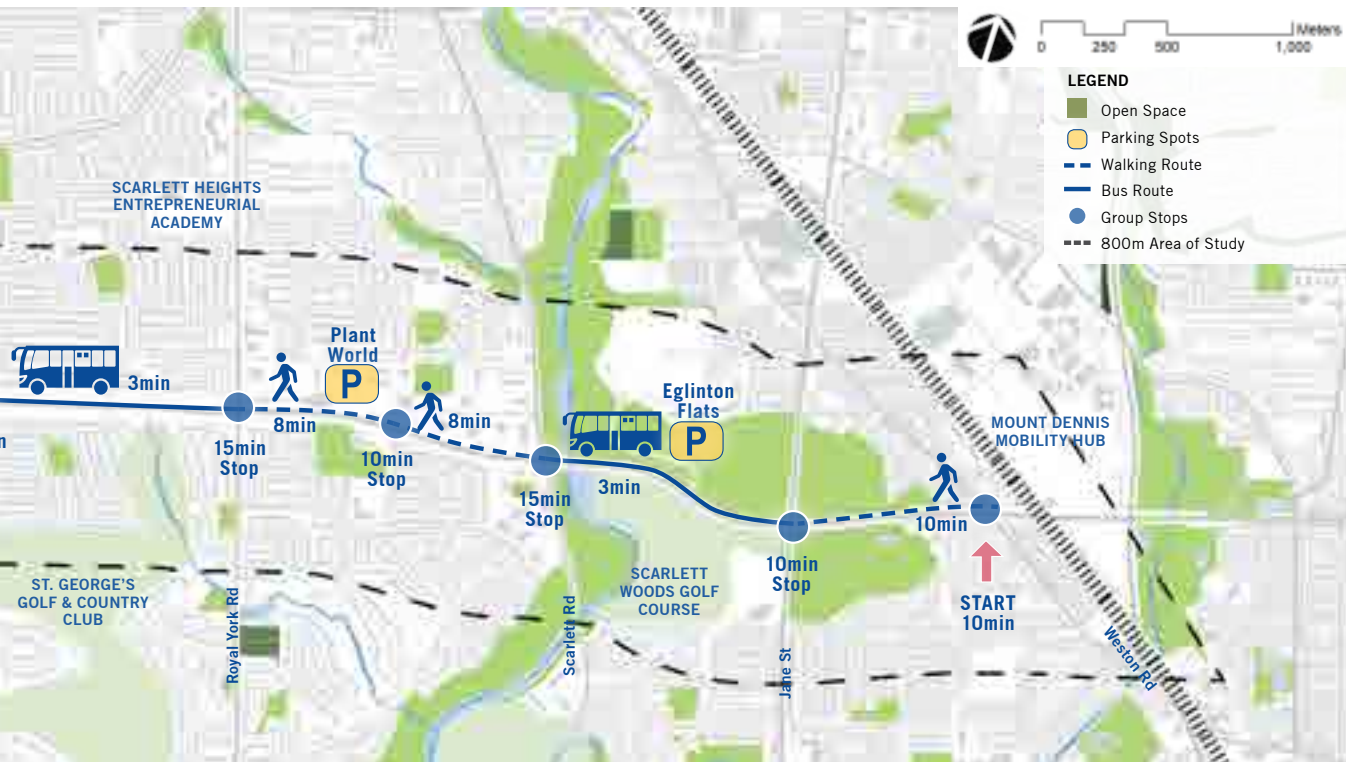 Meters
0
250
500
1,000
LEGEND
Open Space
P
Parking Spots
Walking Route
Bus Route
Group Stops
800m Area of Study
SCARLETT HEIGHTS
ENTREPRENEURIAL
ACADEMY
3min
Plant
World
P
8min
8min
n
15min
Stop
10min
Stop
Eglinton
Flats
P
3min
15min
Stop
MOUNT DENNIS
MOBILITY HUB
10min
10min
Stop
START
10min
ST. GEORGE'S
GOLF & COUNTRY
CLUB
SCARLETT
WOODS GOLF
COURSE
Royal York Rd
Scarlett Rd
Jane St
Weston Rd